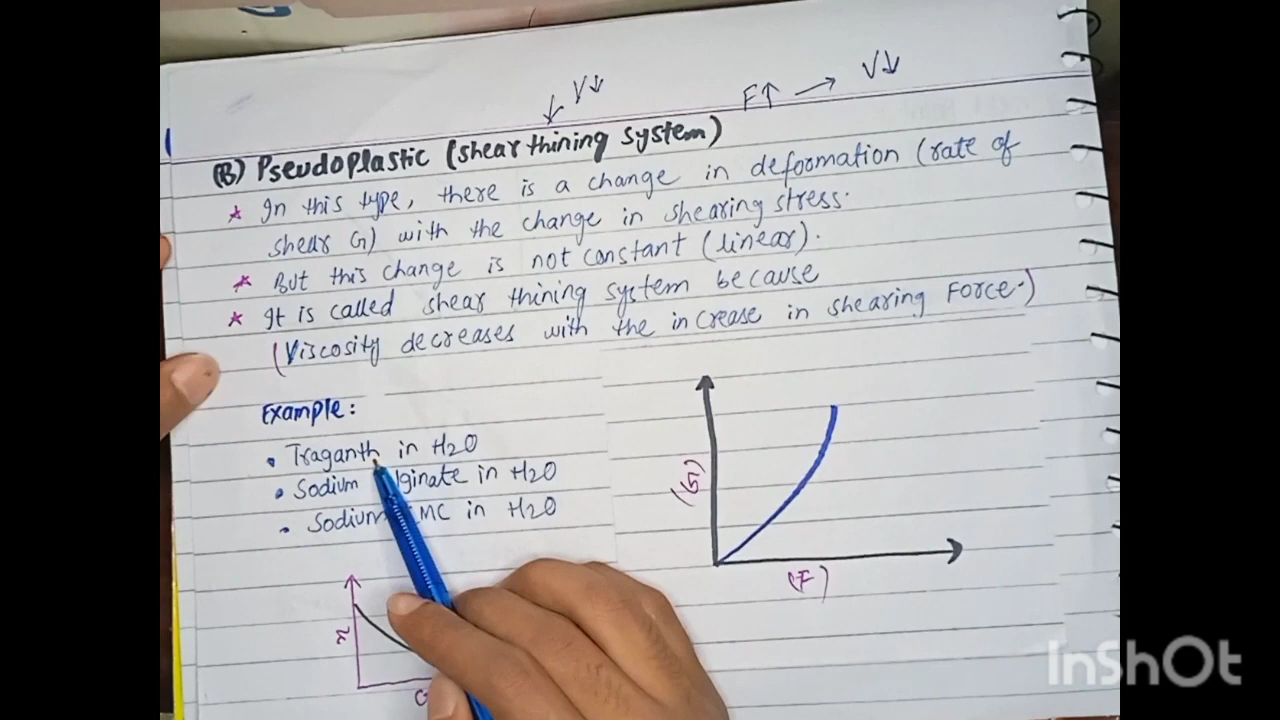 V↓
F↑ → V↓
(B) Pseudoplastic (shear thining system)
* In this type, there is a change in deformation (rate of
shear G) with the change in shearing stress.
* But this change is not constant (linear).
* It is called shear thining system because
(Viscosity decreases with the increase in shearing Force.)
Example:
• Traganth in H2O
• Sodium lginate in H2O
• Sodium MC in H2O
(G)
(F)
η
G
InShOt